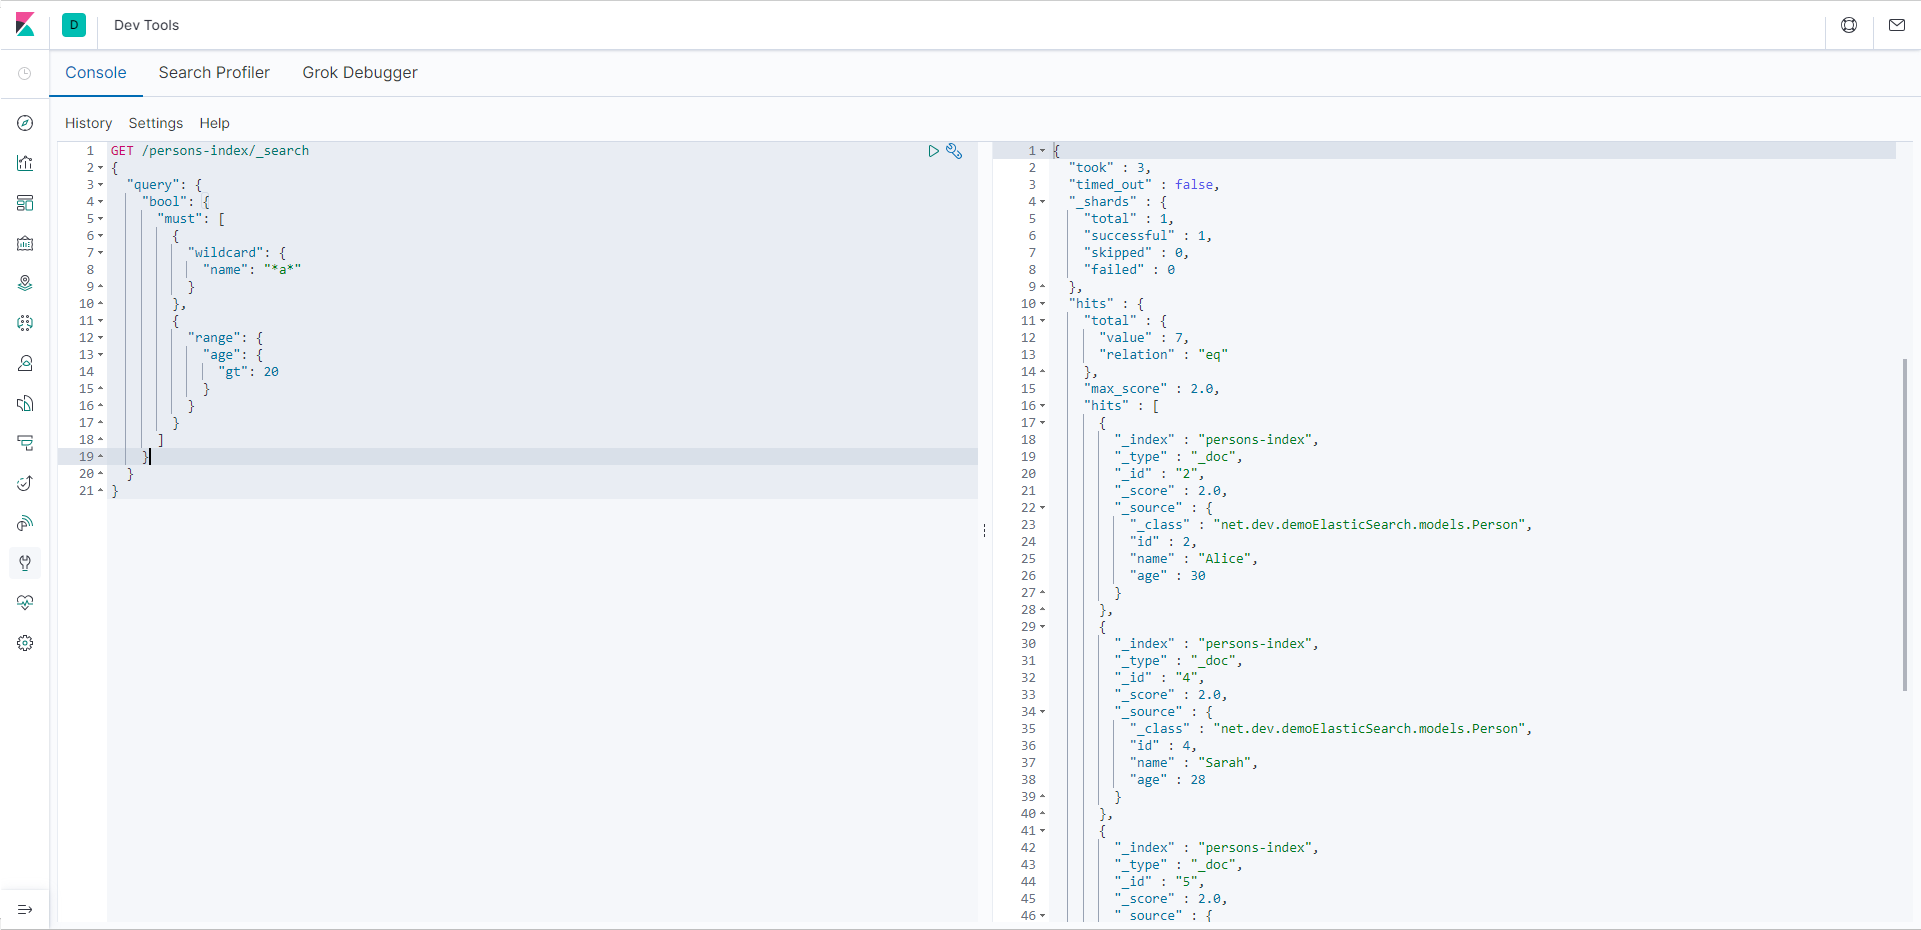 D
Dev Tools
Console Search Profiler Grok Debugger
History Settings Help
1 GET /persons-index/_search
2 {
3 "query": {
4 "bool": {
5 "must": [
6 {
7 "wildcard": {
8 "name": "*a*"
9 }
10 },
11 {
12 "range": {
13 "age": {
14 "gt": 20
15 }
16 }
17 }
18 ]
19 }
20 }
21 }
1 {
2 "took" : 3,
3 "timed_out" : false,
4 "_shards" : {
5 "total" : 1,
6 "successful" : 1,
7 "skipped" : 0,
8 "failed" : 0
9 },
10 "hits" : {
11 "total" : {
12 "value" : 7,
13 "relation" : "eq"
14 },
15 "max_score" : 2.0,
16 "hits" : [
17 {
18 "_index" : "persons-index",
19 "_type" : "_doc",
20 "_id" : "2",
21 "_score" : 2.0,
22 "_source" : {
23 "_class" : "net.dev.demoElasticSearch.models.Person",
24 "id" : 2,
25 "name" : "Alice",
26 "age" : 30
27 }
28 },
29 {
30 "_index" : "persons-index",
31 "_type" : "_doc",
32 "_id" : "4",
33 "_score" : 2.0,
34 "_source" : {
35 "_class" : "net.dev.demoElasticSearch.models.Person",
36 "id" : 4,
37 "name" : "Sarah",
38 "age" : 28
39 }
40 },
41 {
42 "_index" : "persons-index",
43 "_type" : "_doc",
44 "_id" : "5",
45 "_score" : 2.0,
46 "_source" : {